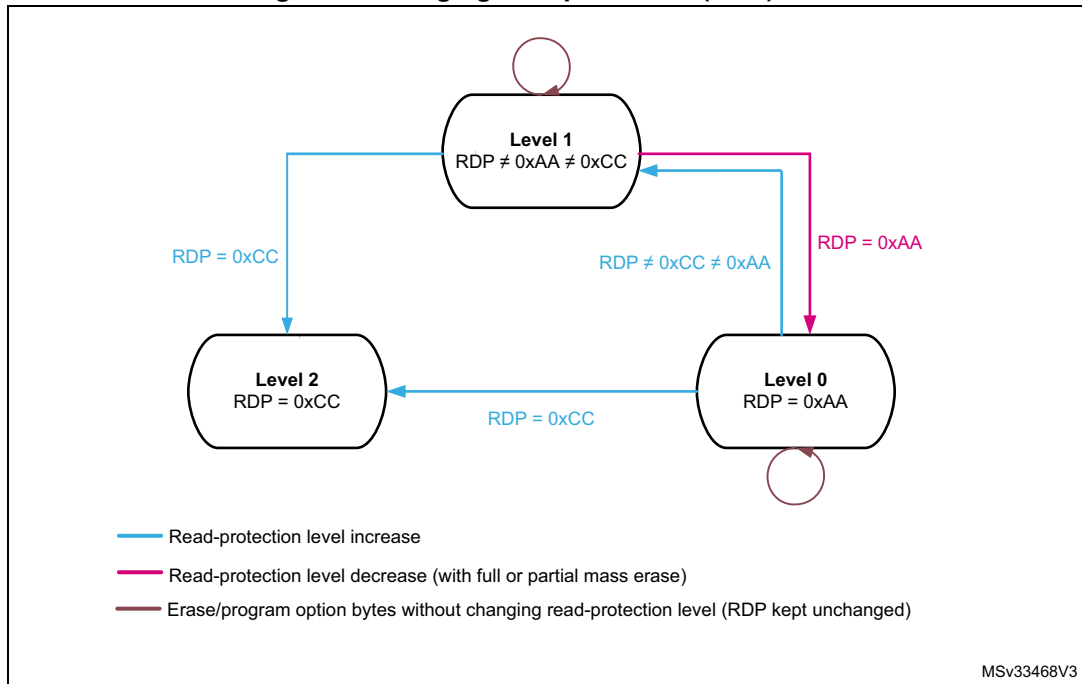 Level 1
RDP ≠ 0xAA ≠ 0xCC
RDP = 0xCC
RDP ≠ 0xCC ≠ 0xAA
RDP = 0xAA
Level 2
RDP = 0xCC
RDP = 0xCC
Level 0
RDP = 0xAA
Read-protection level increase
Read-protection level decrease (with full or partial mass erase)
Erase/program option bytes without changing read-protection level (RDP kept unchanged)
MSv33468V3